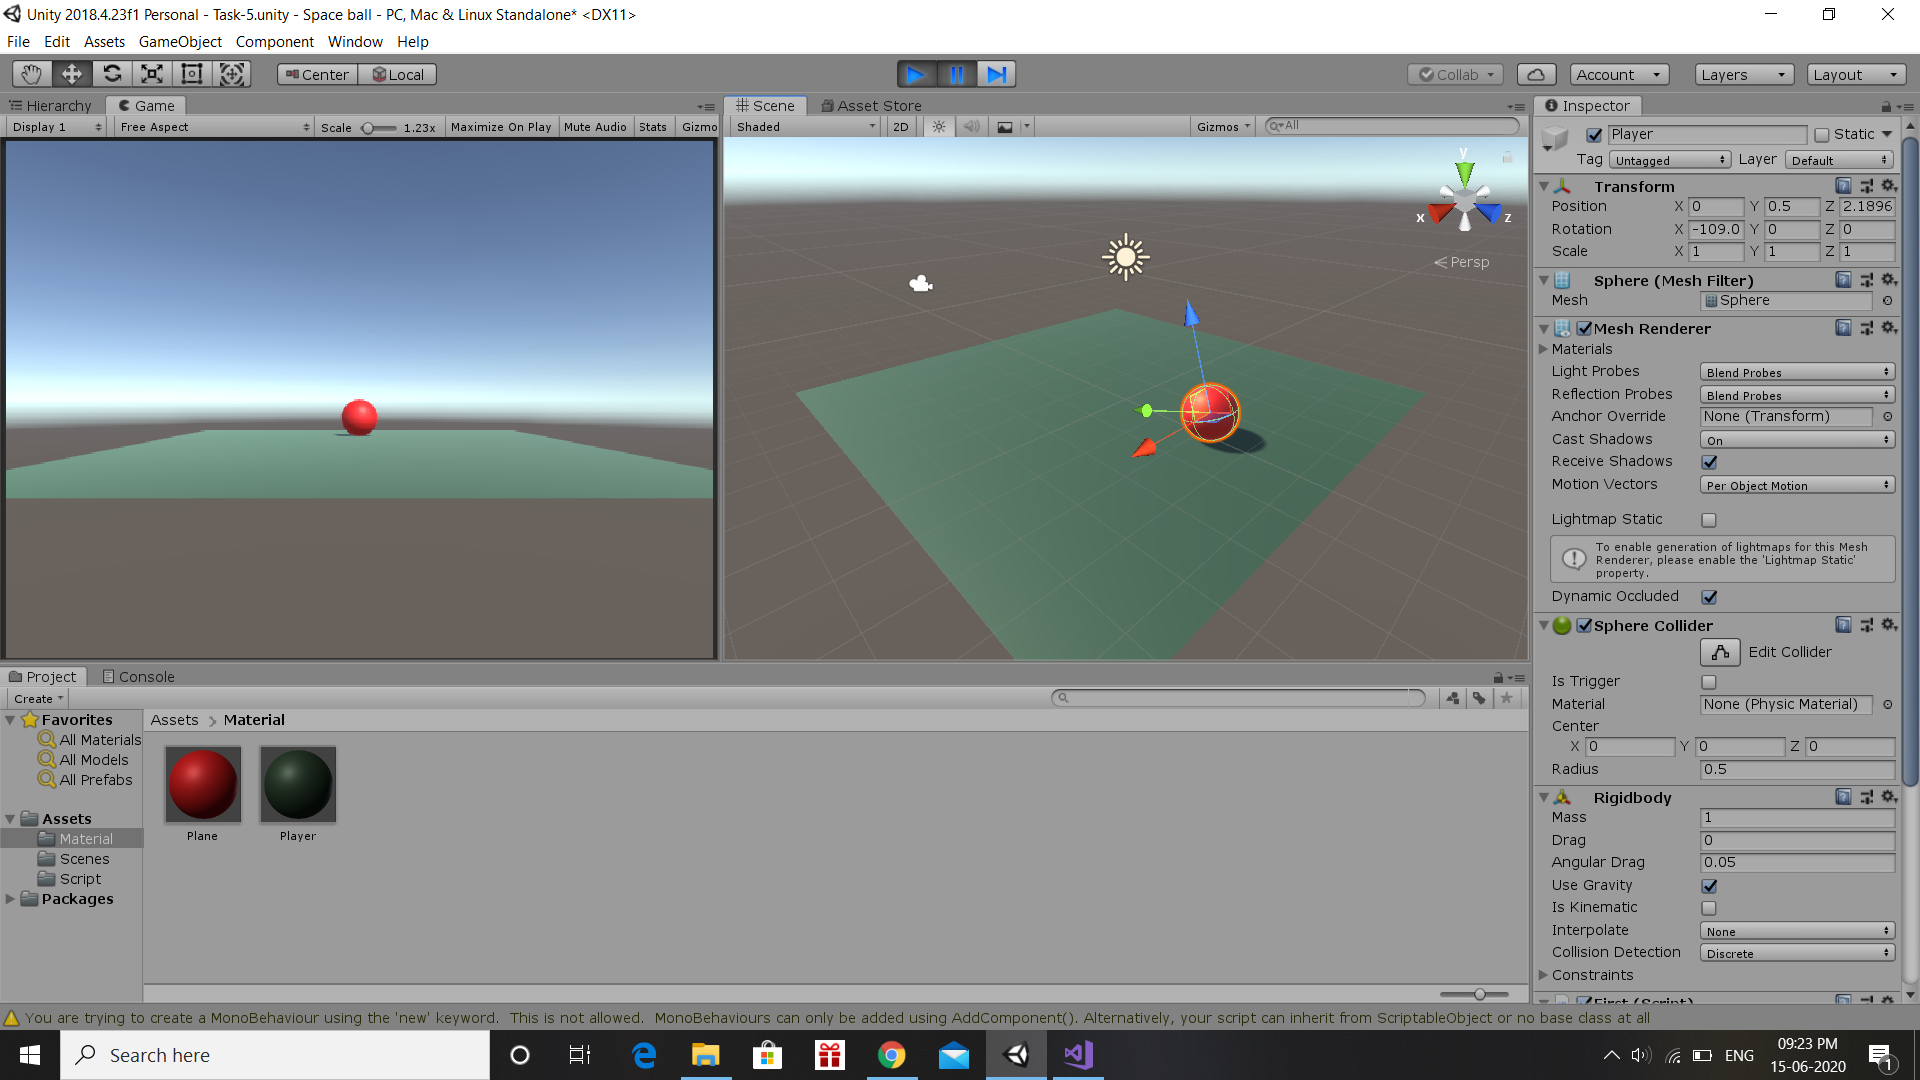 Unity 2018.4.23f1 Personal - Task-5.unity - Space ball - PC, Mac & Linux Standalone* <DX11>
File Edit Assets GameObject Component Window Help
Center Local Collab Account Layers Layout
Hierarchy Game Scene Asset Store Inspector
Display 1 Free Aspect Scale 1.23x Maximize On Play Mute Audio Stats Gizmo Shaded 2D Gizmos All
Player Static
Tag Untagged Layer Default
Transform
Position X 0 Y 0.5 Z 2.1896
Rotation X -109.0 Y 0 Z 0
Scale X 1 Y 1 Z 1
y
x z
Persp
Sphere (Mesh Filter)
Mesh Sphere
Mesh Renderer
Materials
Light Probes Blend Probes
Reflection Probes Blend Probes
Anchor Override None (Transform)
Cast Shadows On
Receive Shadows
Motion Vectors Per Object Motion
Lightmap Static
To enable generation of lightmaps for this Mesh
Renderer, please enable the 'Lightmap Static'
property.
Dynamic Occluded
Sphere Collider
Edit Collider
Is Trigger
Material None (Physic Material)
Center
X 0 Y 0 Z 0
Radius 0.5
Rigidbody
Mass 1
Drag 0
Angular Drag 0.05
Use Gravity
Is Kinematic
Interpolate None
Collision Detection Discrete
Constraints
First (Script)
Project Console
Create
Favorites
All Materials
All Models
All Prefabs
Assets
Material
Scenes
Script
Packages
Assets > Material
Plane Player
You are trying to create a MonoBehaviour using the 'new' keyword. This is not allowed. MonoBehaviours can only be added using AddComponent(). Alternatively, your script can inherit from ScriptableObject or no base class at all
Search here
ENG
09:23 PM
15-06-2020
1